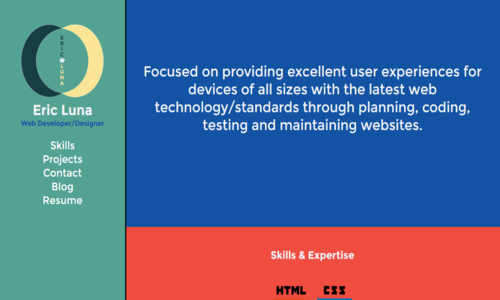 ERIC
LUNA
Eric Luna
Web Developer/Designer
Skills
Projects
Contact
Blog
Resume
Focused on providing excellent user experiences for
devices of all sizes with the latest web
technology/standards through planning, coding,
testing and maintaining websites.
Skills & Expertise
HTML CSS